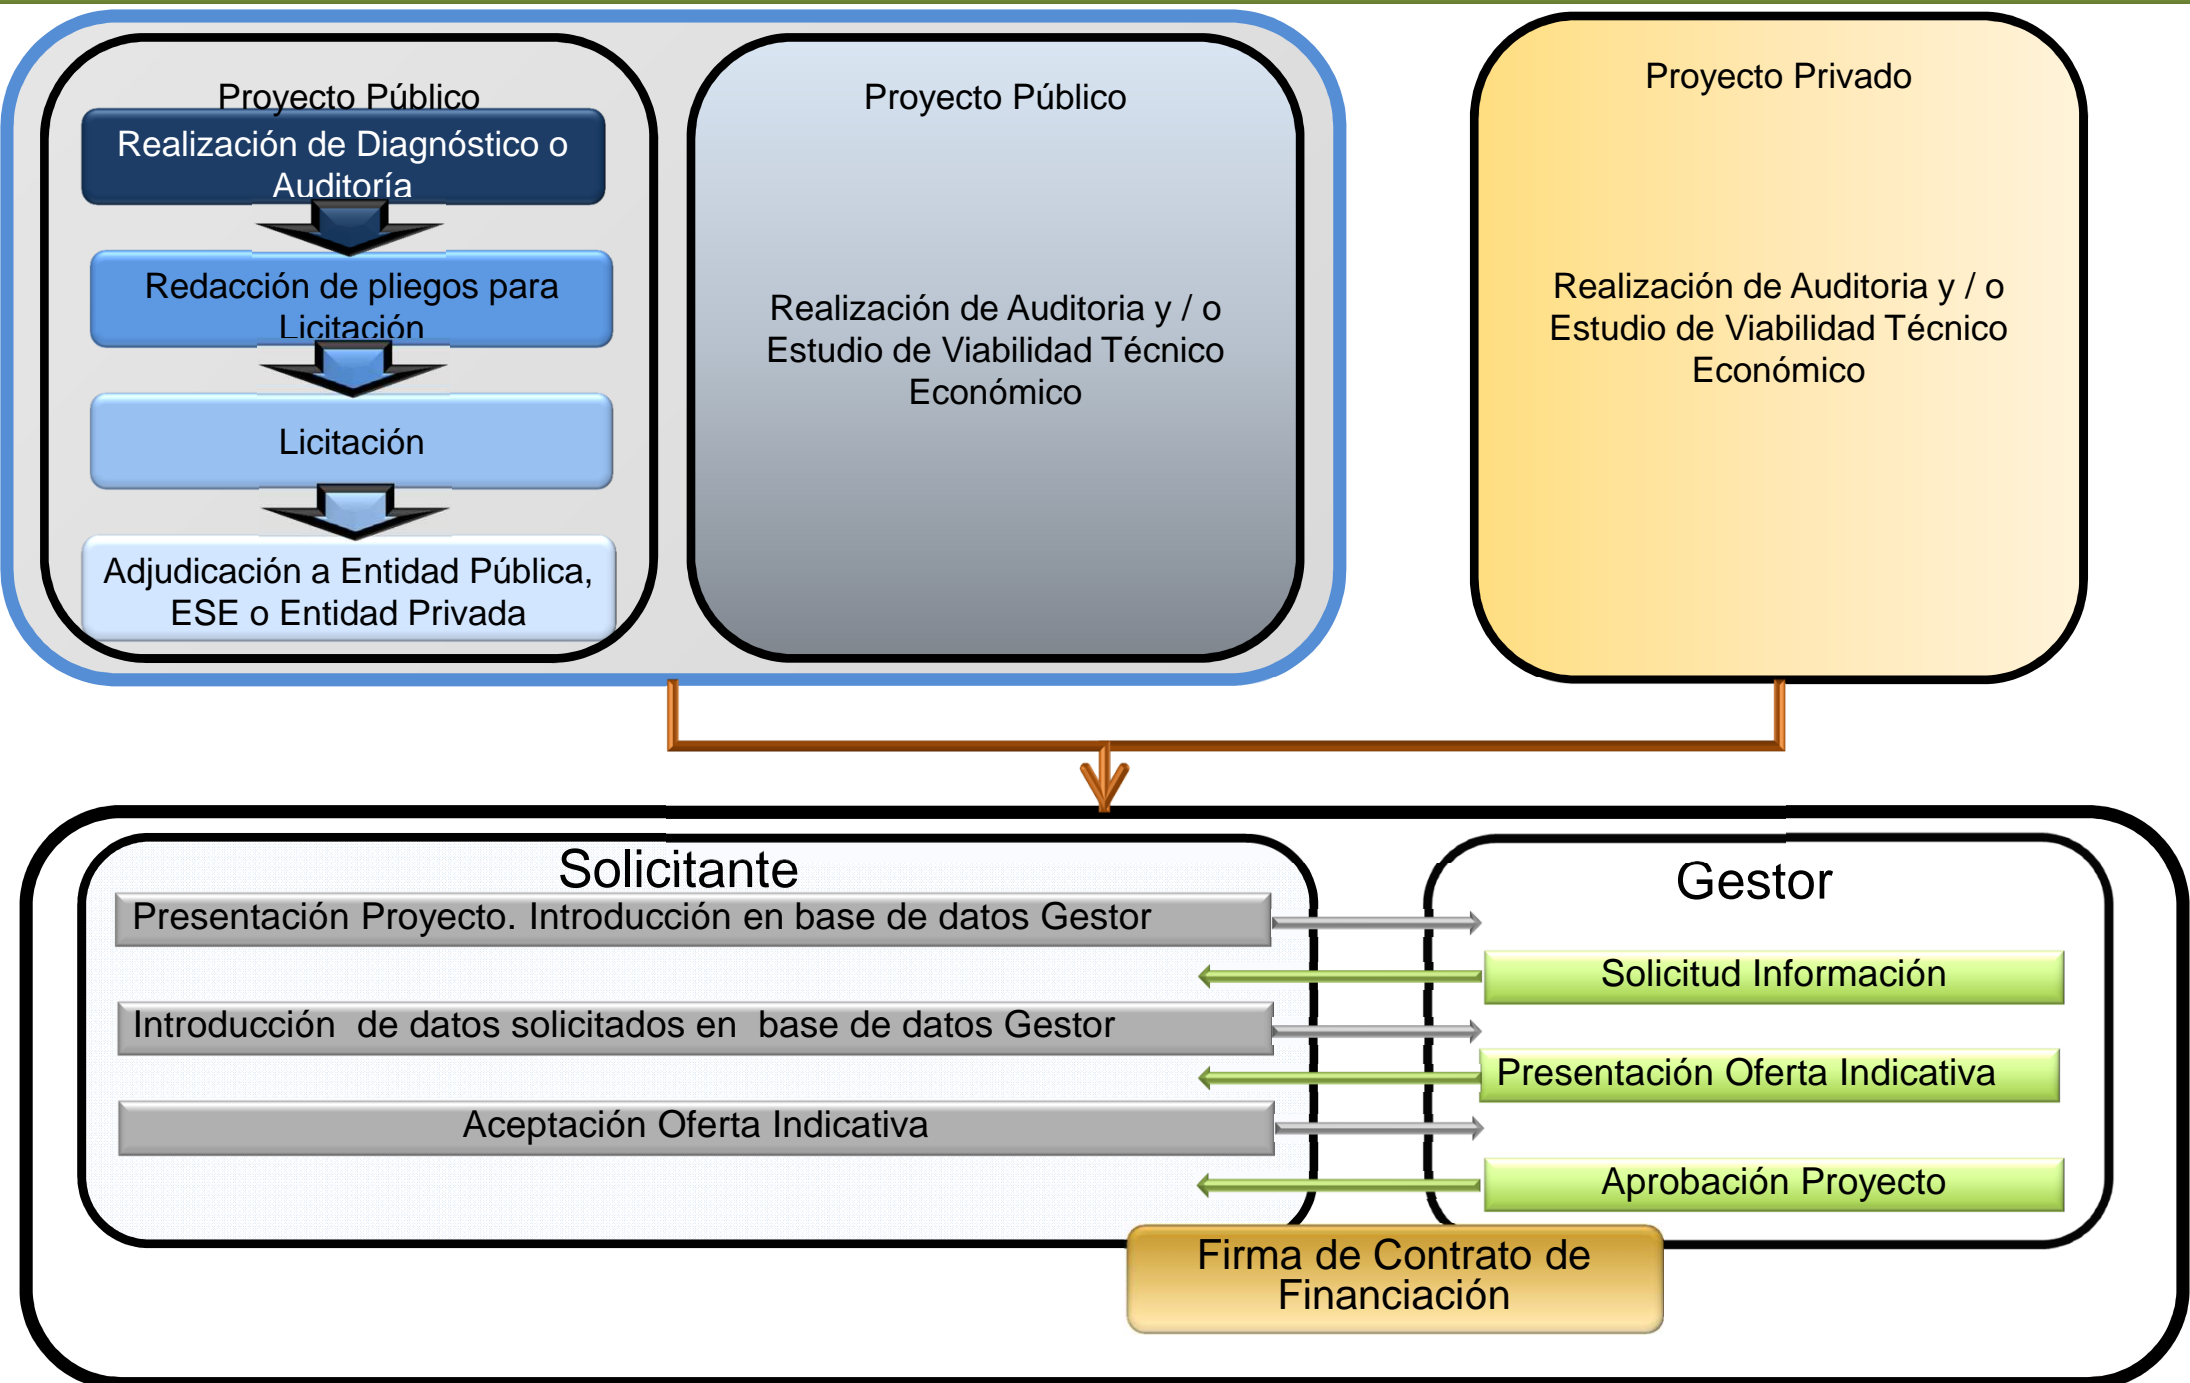 Proyecto Público
Realización de Diagnóstico o
Auditoría
Redacción de pliegos para
Licitación
Licitación
Adjudicación a Entidad Pública,
ESE o Entidad Privada
Proyecto Público
Realización de Auditoria y / o
Estudio de Viabilidad Técnico
Económico
Proyecto Privado
Realización de Auditoria y / o
Estudio de Viabilidad Técnico
Económico
Solicitante
Gestor
Presentación Proyecto. Introducción en base de datos Gestor
Solicitud Información
Introducción  de datos solicitados en  base de datos Gestor
Presentación Oferta Indicativa
Aceptación Oferta Indicativa
Aprobación Proyecto
Firma de Contrato de
Financiación